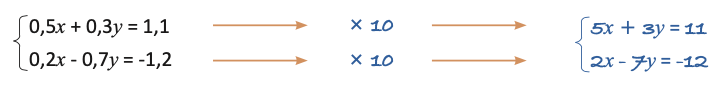 0,5x + 0,3y = 1,1 × 10 5x + 3y = 11
0,2x - 0,7y = -1,2 × 10 2x - 7y = -12